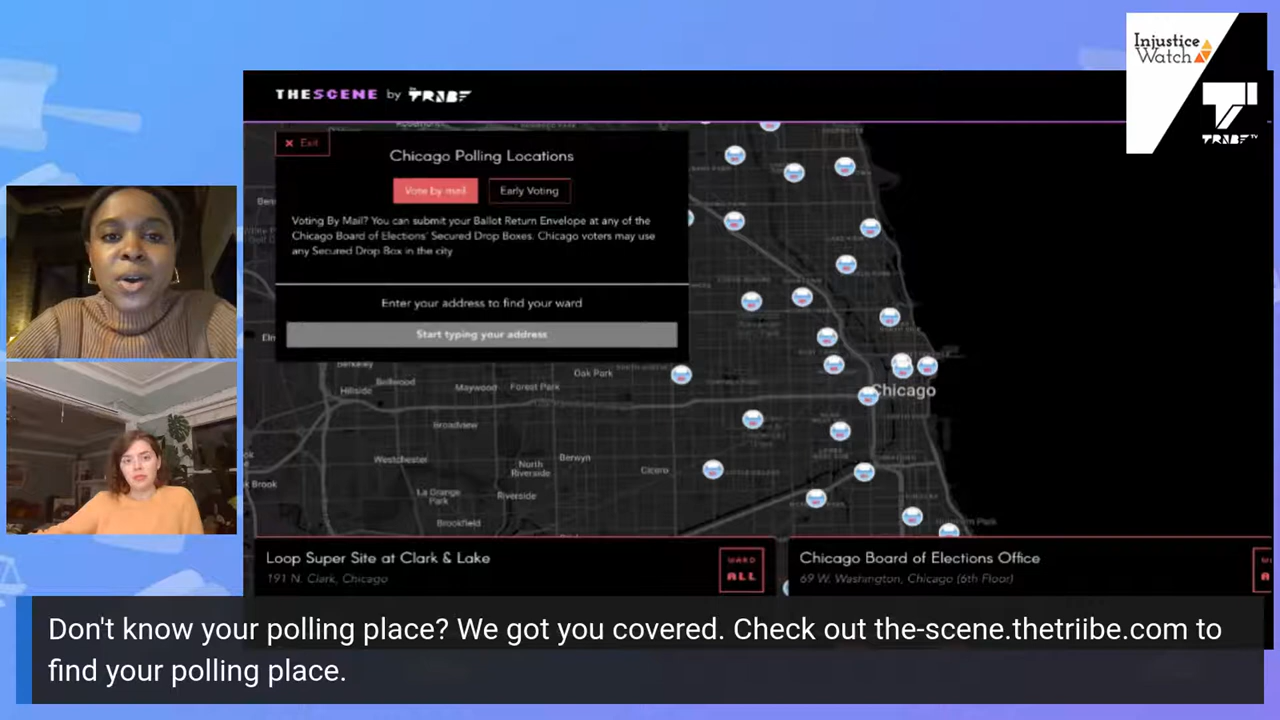 Injustice
Watch
TRiiBE TV
THE SCENE by THE TRiiBE
Exit
Chicago Polling Locations
Vote by mail
Early Voting
Voting By Mail? You can submit your Ballot Return Envelope at any of the
Chicago Board of Elections' Secured Drop Boxes. Chicago voters may use
any Secured Drop Box in the city
Enter your address to find your ward
Start typing your address
Berkeley
Hillside
Bellwood
Maywood
Forest Park
Oak Park
Chicago
Broadview
Westchester
North
Riverside
Berwyn
Cicero
La Grange
Park
Riverside
Brookfield
Loop Super Site at Clark & Lake
191 N. Clark, Chicago
WARD
ALL
Chicago Board of Elections Office
69 W. Washington, Chicago (6th Floor)
Don't know your polling place? We got you covered. Check out the-scene.thetriibe.com to
find your polling place.